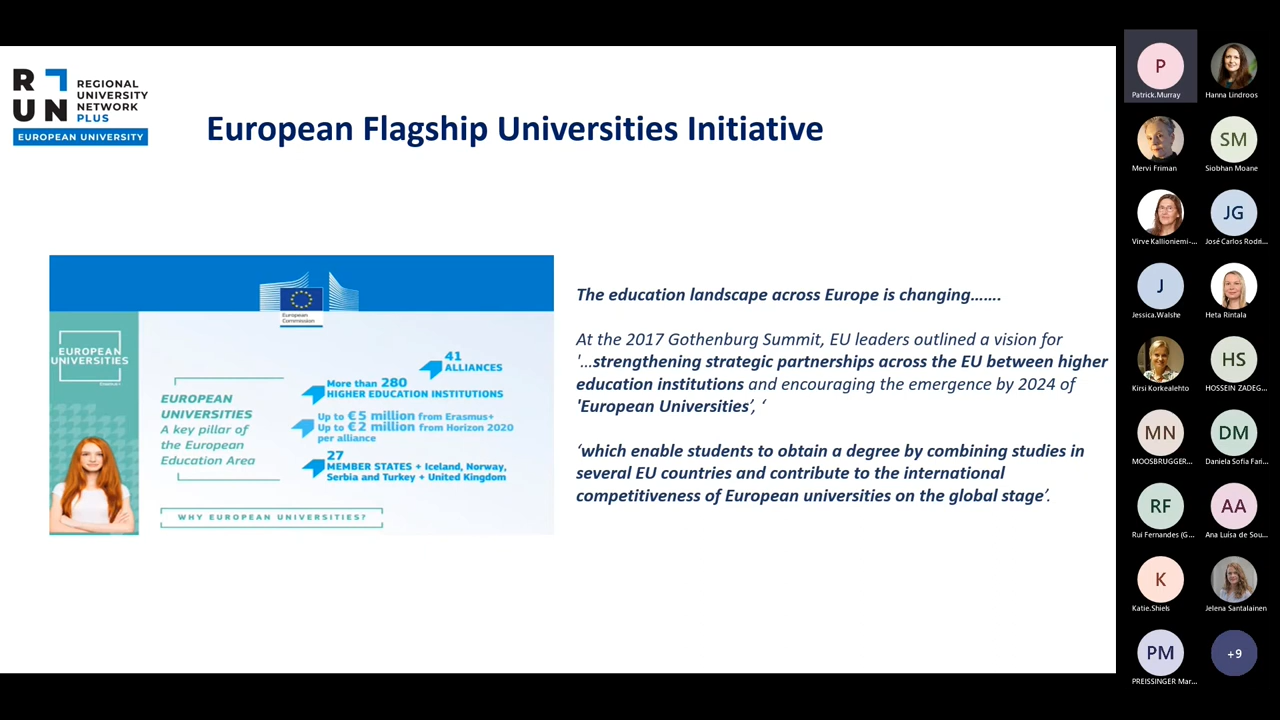 R UN
REGIONAL
UNIVERSITY
NETWORK
PLUS
EUROPEAN UNIVERSITY
European Flagship Universities Initiative
European
Commission
EUROPEAN
UNIVERSITIES
EUROPEAN
UNIVERSITIES
A key pillar of
the European
Education Area
41
ALLIANCES
More than 280
HIGHER EDUCATION INSTITUTIONS
Up to € 5 million from Erasmus+
Up to € 2 million from Horizon 2020
per alliance
27
MEMBER STATES + Iceland, Norway,
Serbia and Turkey + United Kingdom
WHY EUROPEAN UNIVERSITIES?
The education landscape across Europe is changing…….
At the 2017 Gothenburg Summit, EU leaders outlined a vision for
'…strengthening strategic partnerships across the EU between higher
education institutions and encouraging the emergence by 2024 of
'European Universities’, ‘
‘which enable students to obtain a degree by combining studies in
several EU countries and contribute to the international
competitiveness of European universities on the global stage’.
P
Patrick.Murray
Hanna Lindroos
Mervi Friman
SM
Siobhan Moane
Virve Kallioniemi-...
JG
José Carlos Rodri...
J
Jessica.Walshe
Heta Rintala
Kirsi Korkealehto
HS
HOSSEIN ZADEG...
MN
MOOSBRUGGER...
DM
Daniela Sofia Fari...
RF
Rui Fernandes (G...
AA
Ana Luisa de Sou...
K
Katie.Shiels
Jelena Santalainen
PM
PREISSINGER Mar...
+9